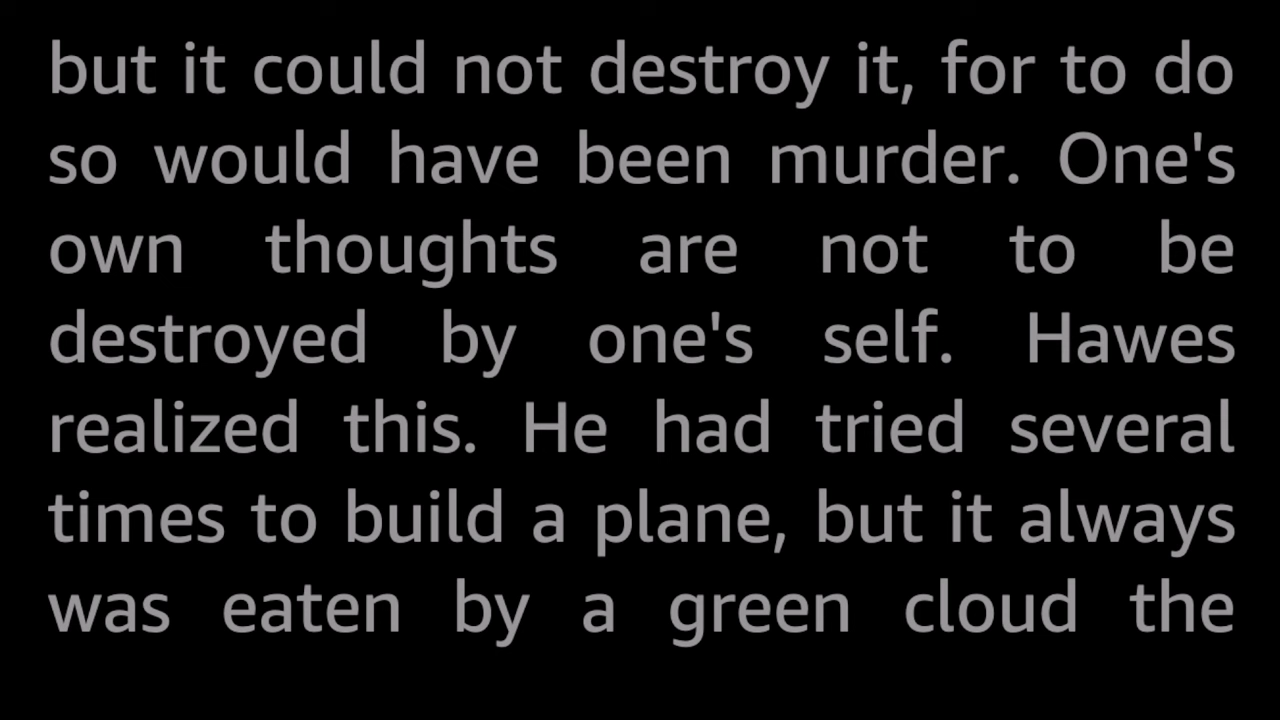 but it could not destroy it, for to do
so would have been murder. One's
own thoughts are not to be
destroyed by one's self. Hawes
realized this. He had tried several
times to build a plane, but it always
was eaten by a green cloud the